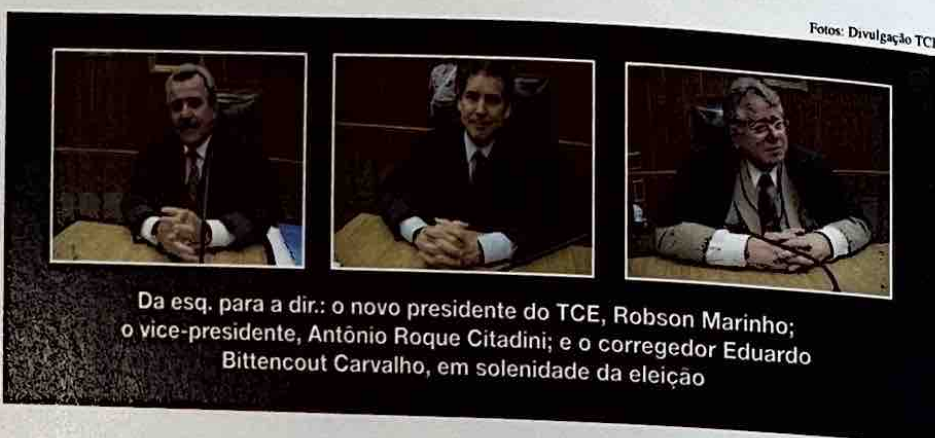 Fotos: Divulgação TCE
Da esq. para a dir.: o novo presidente do TCE, Robson Marinho;
o vice-presidente, Antônio Roque Citadini; e o corregedor Eduardo
Bittencout Carvalho, em solenidade da eleição